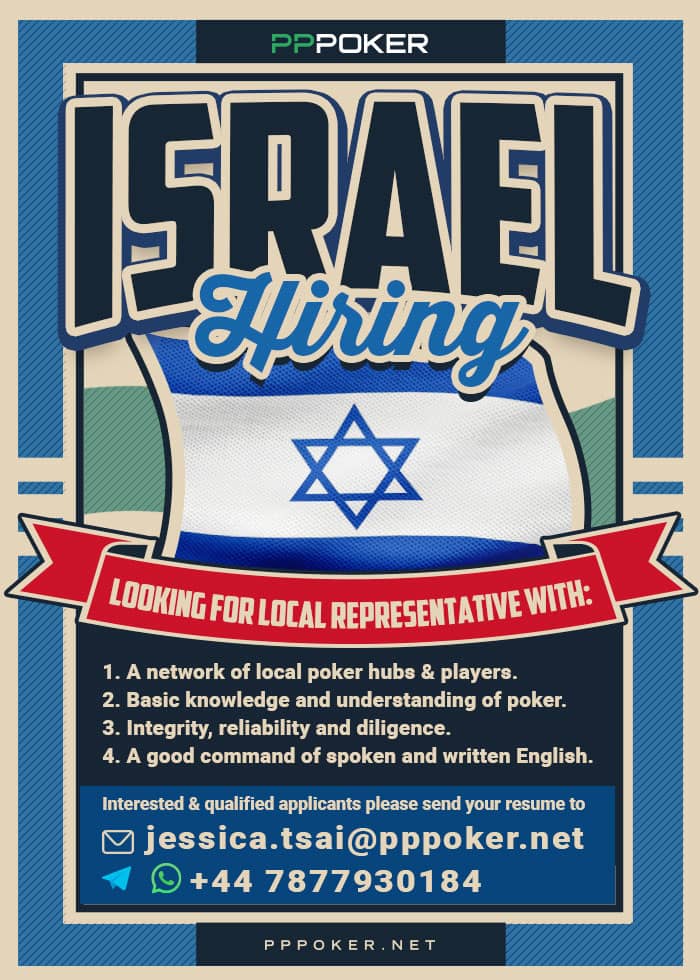 PPPOKER
ISRAEL
Hiring
LOOKING FOR LOCAL REPRESENTATIVE WITH:
1. A network of local poker hubs & players.
2. Basic knowledge and understanding of poker.
3. Integrity, reliability and diligence.
4. A good command of spoken and written English.
Interested & qualified applicants please send your resume to
jessica.tsai@pppoker.net
+44 7877930184
PPPOKER.NET